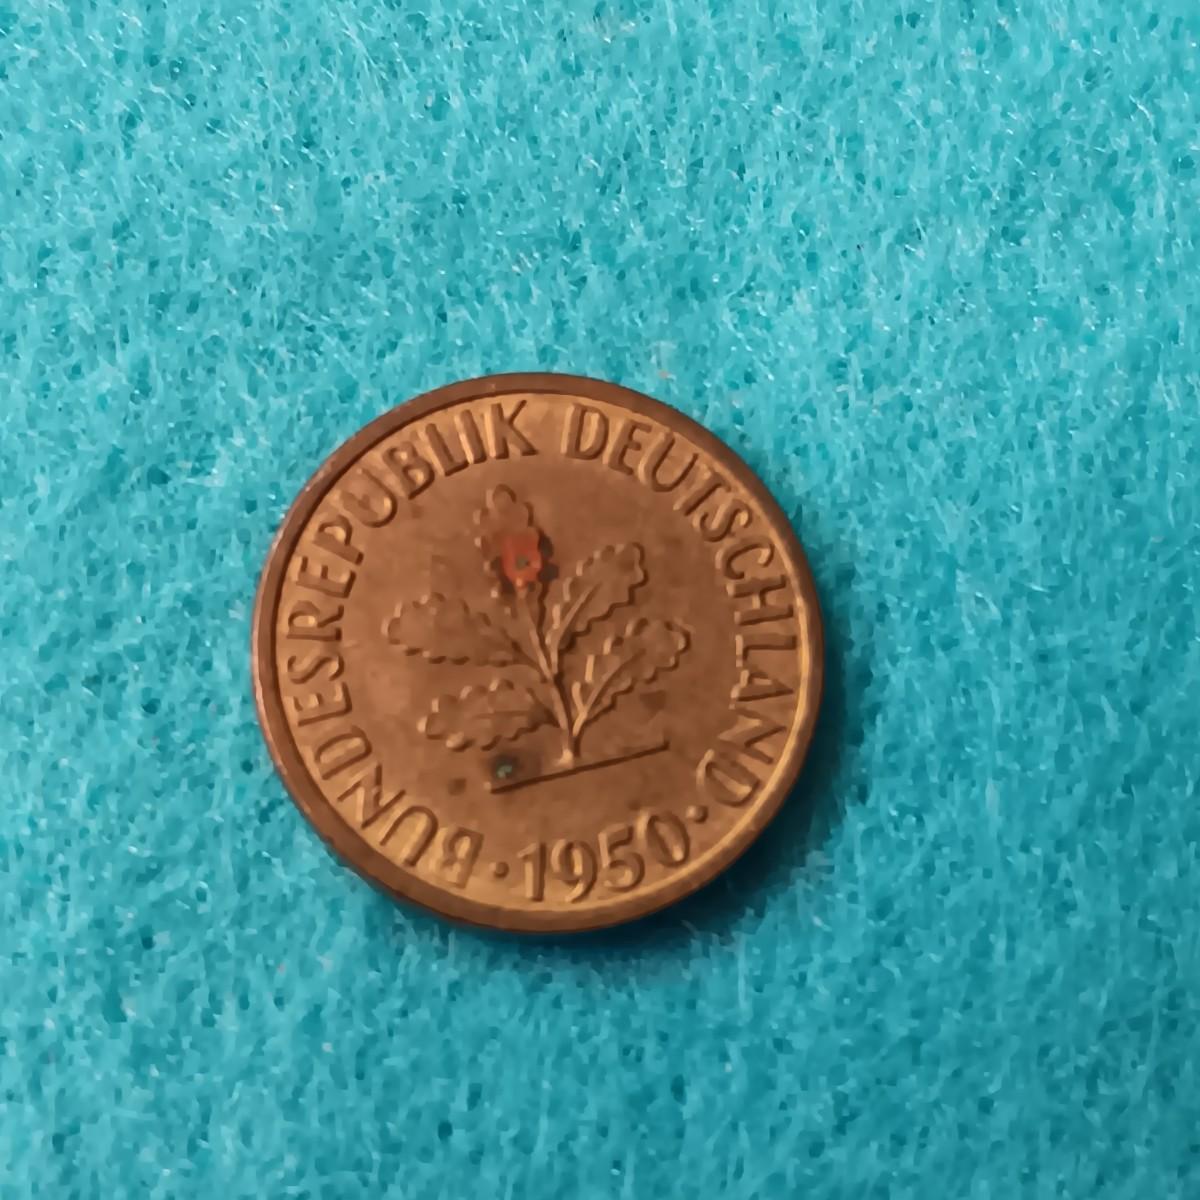 BUNDESREPUBLIK DEUTSCHLAND
· 1950 ·